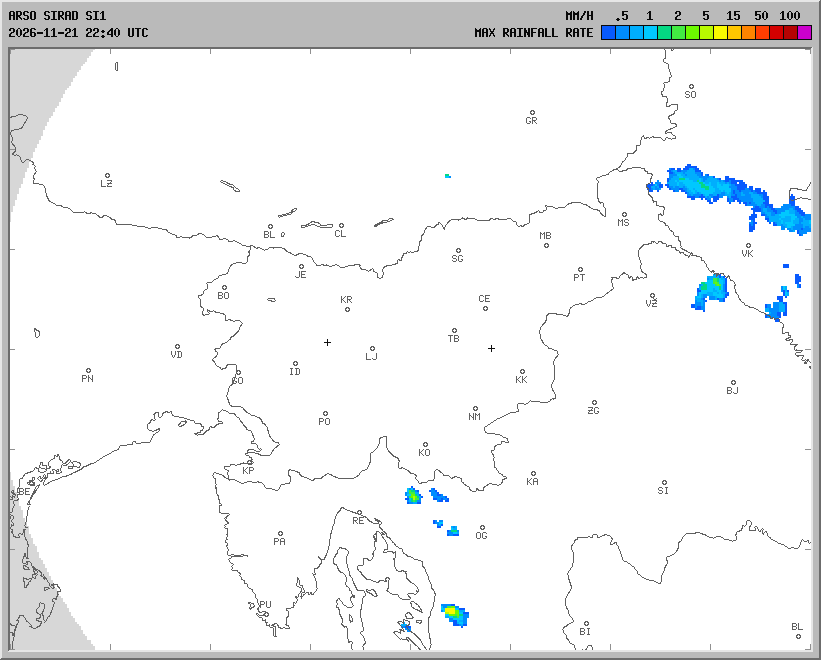 ARSO SIRAD SI1
MM/H .5 1 2 5 15 50 100
2026-11-21 22:40 UTC
MAX RAINFALL RATE
SO
GR
LZ
MS
BL
CL
MB
VK
SG
JE
PT
BO
KR
CE
VZ
TB
VD
LJ
ID
PN
GO
KK
BJ
ZG
NM
PO
KO
KP
KA
BE
SI
RE
OG
PA
PU
BI
BL